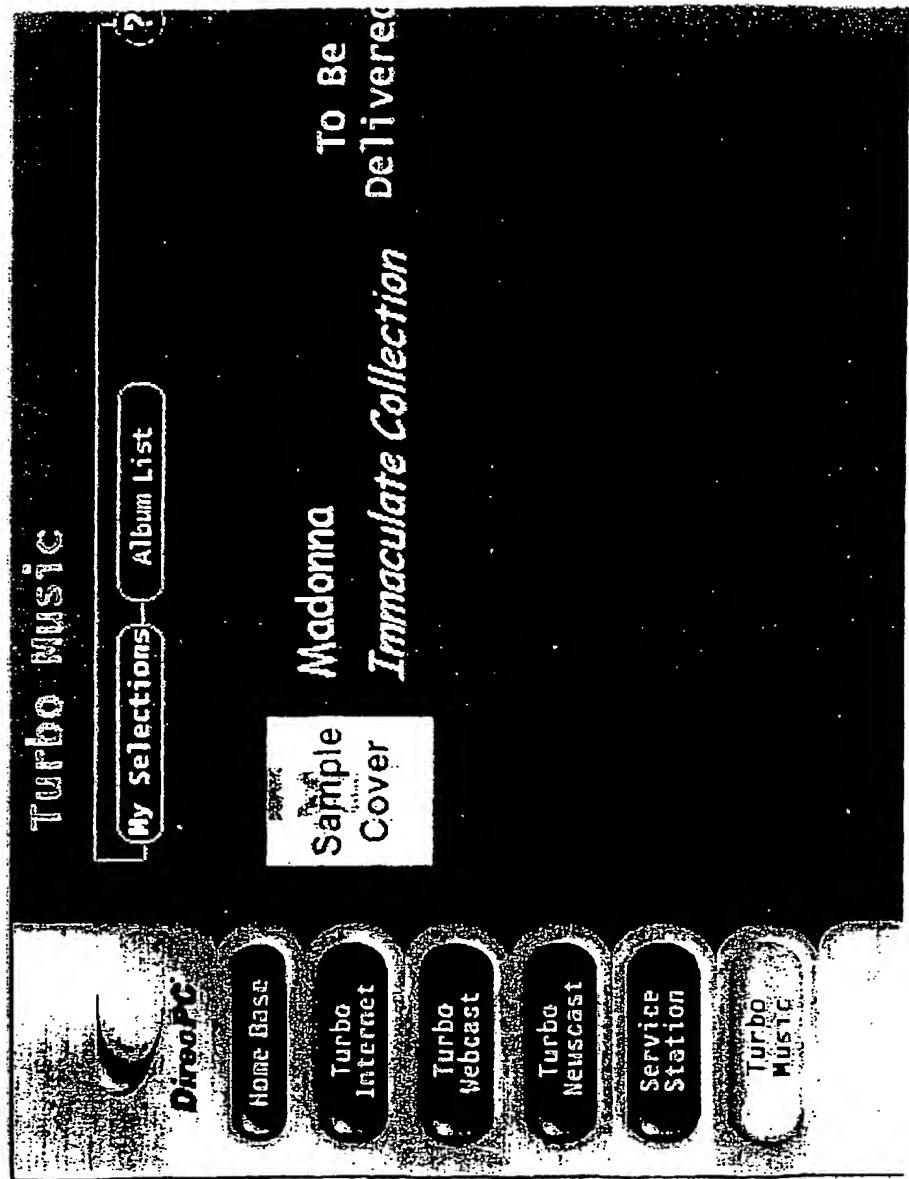 Turbo Music
?
My Selections
Album List
DirecPC
Home Base
Turbo
Internet
Turbo
Webcast
Turbo
Newscast
Service
Station
Turbo
Music
Sample
Cover
Madonna
Immaculate Collection
To Be
Delivered